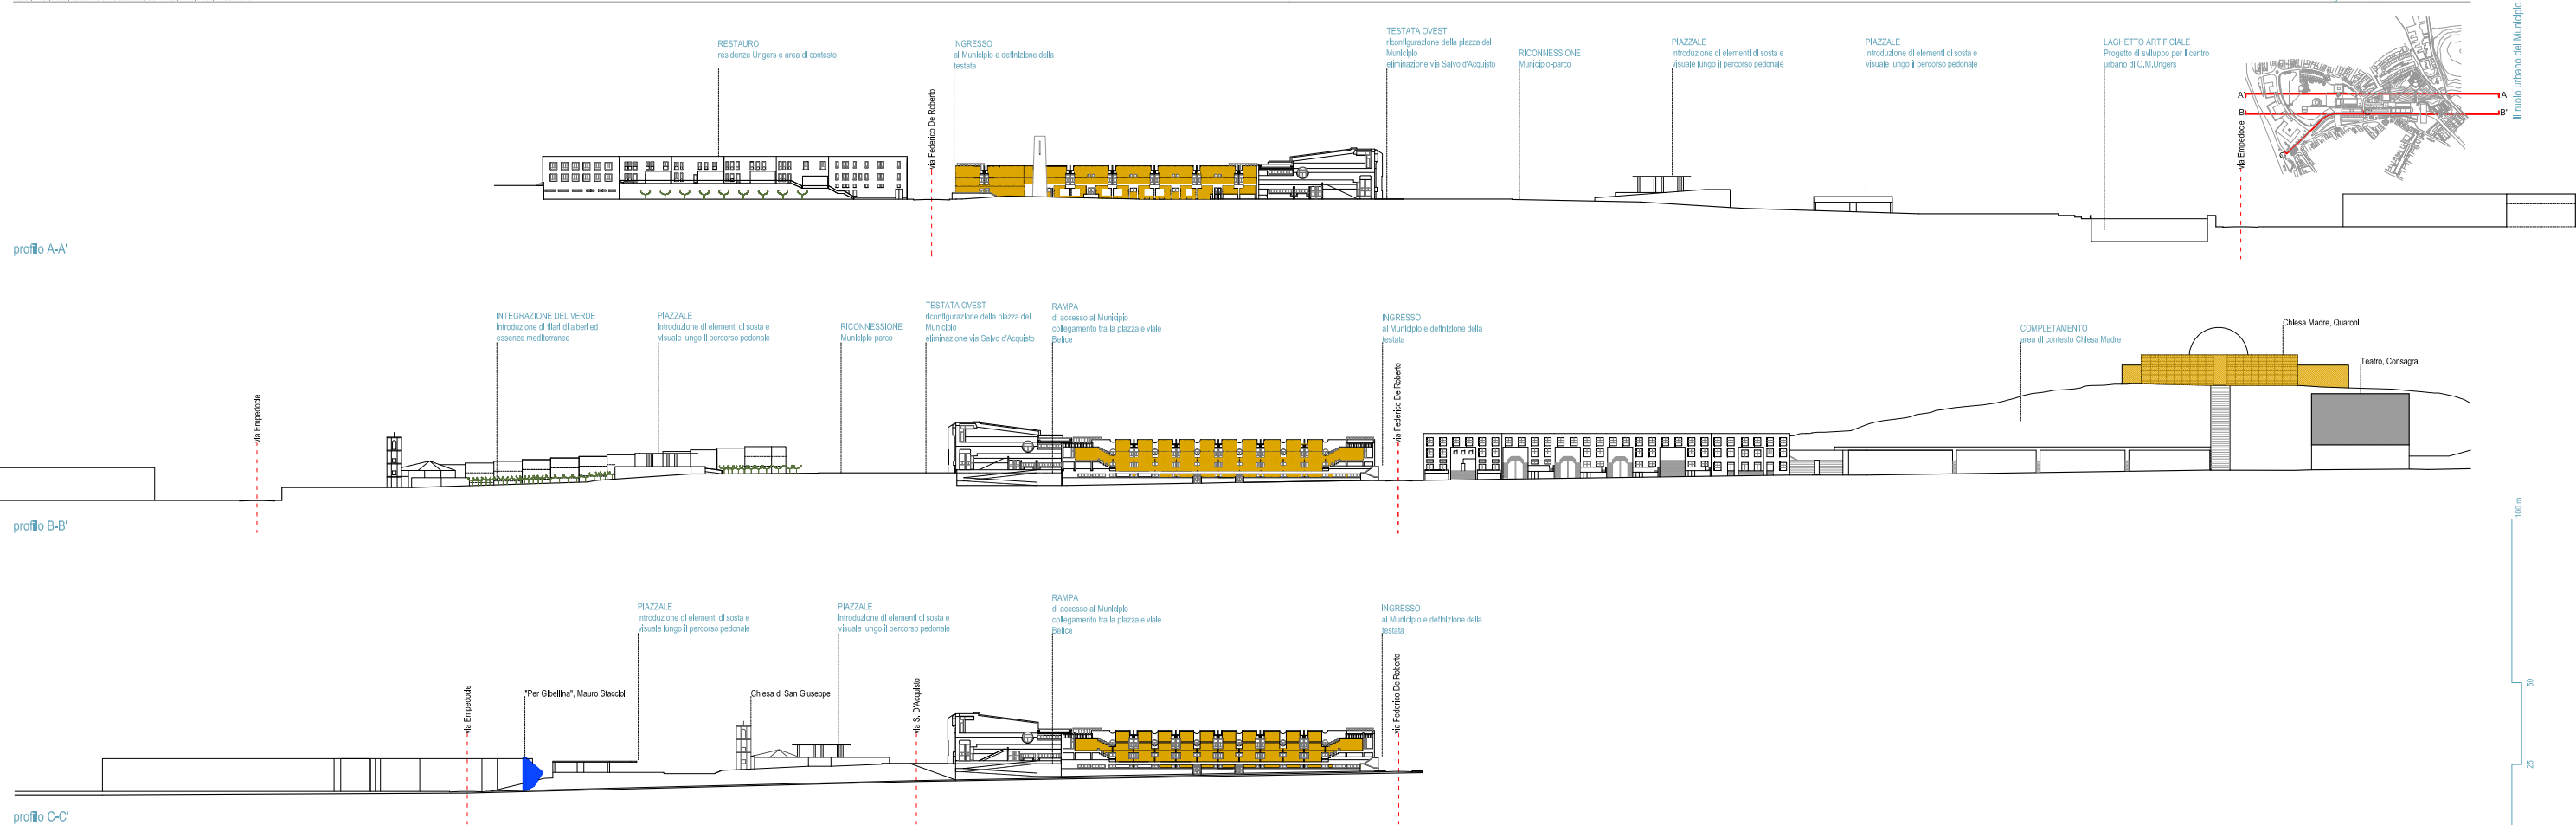 RESTAURO
residenze Ungers e area di contesto
INGRESSO
al Municipio e definizione della
testata
TESTATA OVEST
riconfigurazione della piazza del
Municipio
eliminazione via Salvo d'Acquisto
RICONNESSIONE
Municipio-parco
PIAZZALE
Introduzione di elementi di sosta e
visuale lungo il percorso pedonale
PIAZZALE
Introduzione di elementi di sosta e
visuale lungo il percorso pedonale
LAGHETTO ARTIFICIALE
Progetto di sviluppo per il centro
urbano di O.M.Ungers
Il ruolo urbano del Municipio
A'
A
B
B'
C
via Federico De Roberto
via Empedocle
profilo A-A'
INTEGRAZIONE DEL VERDE
Introduzione di filari di alberi ed
essenze mediterranee
PIAZZALE
Introduzione di elementi di sosta e
visuale lungo il percorso pedonale
RICONNESSIONE
Municipio-parco
TESTATA OVEST
riconfigurazione della piazza del
Municipio
eliminazione via Salvo d'Acquisto
RAMPA
di accesso al Municipio
collegamento tra la piazza e viale
Belice
INGRESSO
al Municipio e definizione della
testata
COMPLETAMENTO
area di contesto Chiesa Madre
Chiesa Madre, Quaroni
Teatro, Consagra
via Empedocle
via Federico De Roberto
profilo B-B'
PIAZZALE
Introduzione di elementi di sosta e
visuale lungo il percorso pedonale
PIAZZALE
Introduzione di elementi di sosta e
visuale lungo il percorso pedonale
RAMPA
di accesso al Municipio
collegamento tra la piazza e viale
Belice
INGRESSO
al Municipio e definizione della
testata
via Empedocle
"Per Gibellina", Mauro Staccioli
Chiesa di San Giuseppe
via S. D'Acquisto
via Federico De Roberto
profilo C-C'
100 m
50
25